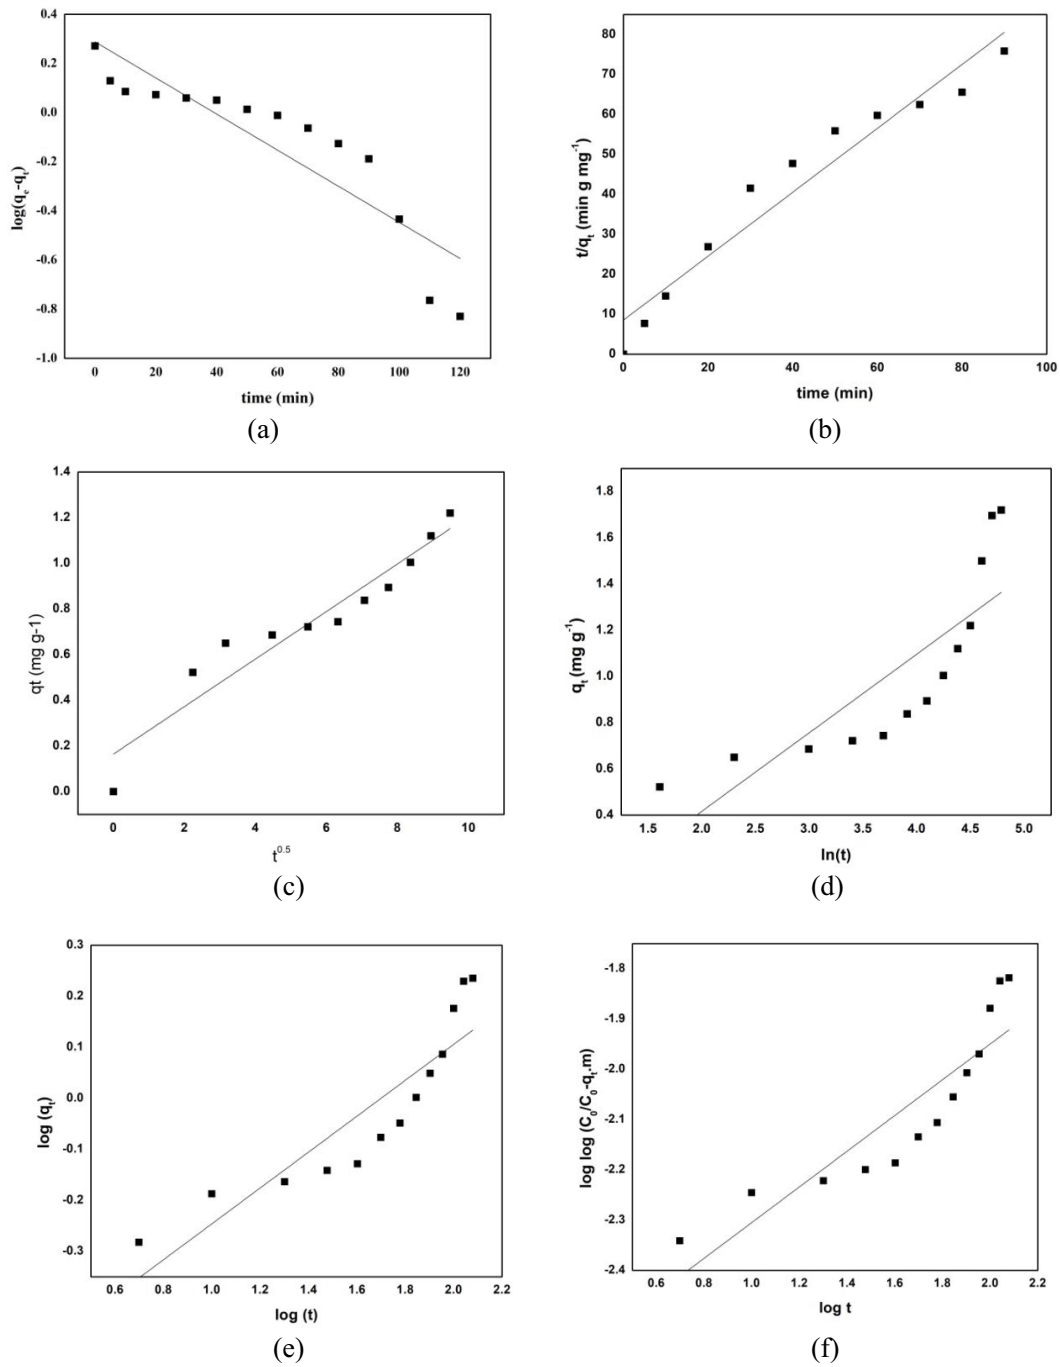 0.4
0.2
0.0
-0.2
-0.4
-0.6
-0.8
-1.0
log(qₑ-qₜ)
0 20 40 60 80 100 120
time (min)
(a)
80
70
60
50
40
30
20
10
0
t/qₜ (min g mg⁻¹)
0 20 40 60 80 100
time (min)
(b)
1.4
1.2
1.0
0.8
0.6
0.4
0.2
0.0
qt (mg g-1)
0 2 4 6 8 10
t⁰·⁵
(c)
1.8
1.6
1.4
1.2
1.0
0.8
0.6
0.4
qₜ (mg g⁻¹)
1.5 2.0 2.5 3.0 3.5 4.0 4.5 5.0
ln(t)
(d)
0.3
0.2
0.1
0.0
-0.1
-0.2
-0.3
log (qₜ)
0.6 0.8 1.0 1.2 1.4 1.6 1.8 2.0 2.2
log (t)
(e)
-1.8
-1.9
-2.0
-2.1
-2.2
-2.3
-2.4
log log (C₀/C₀-qₜ.m)
0.6 0.8 1.0 1.2 1.4 1.6 1.8 2.0 2.2
log t
(f)